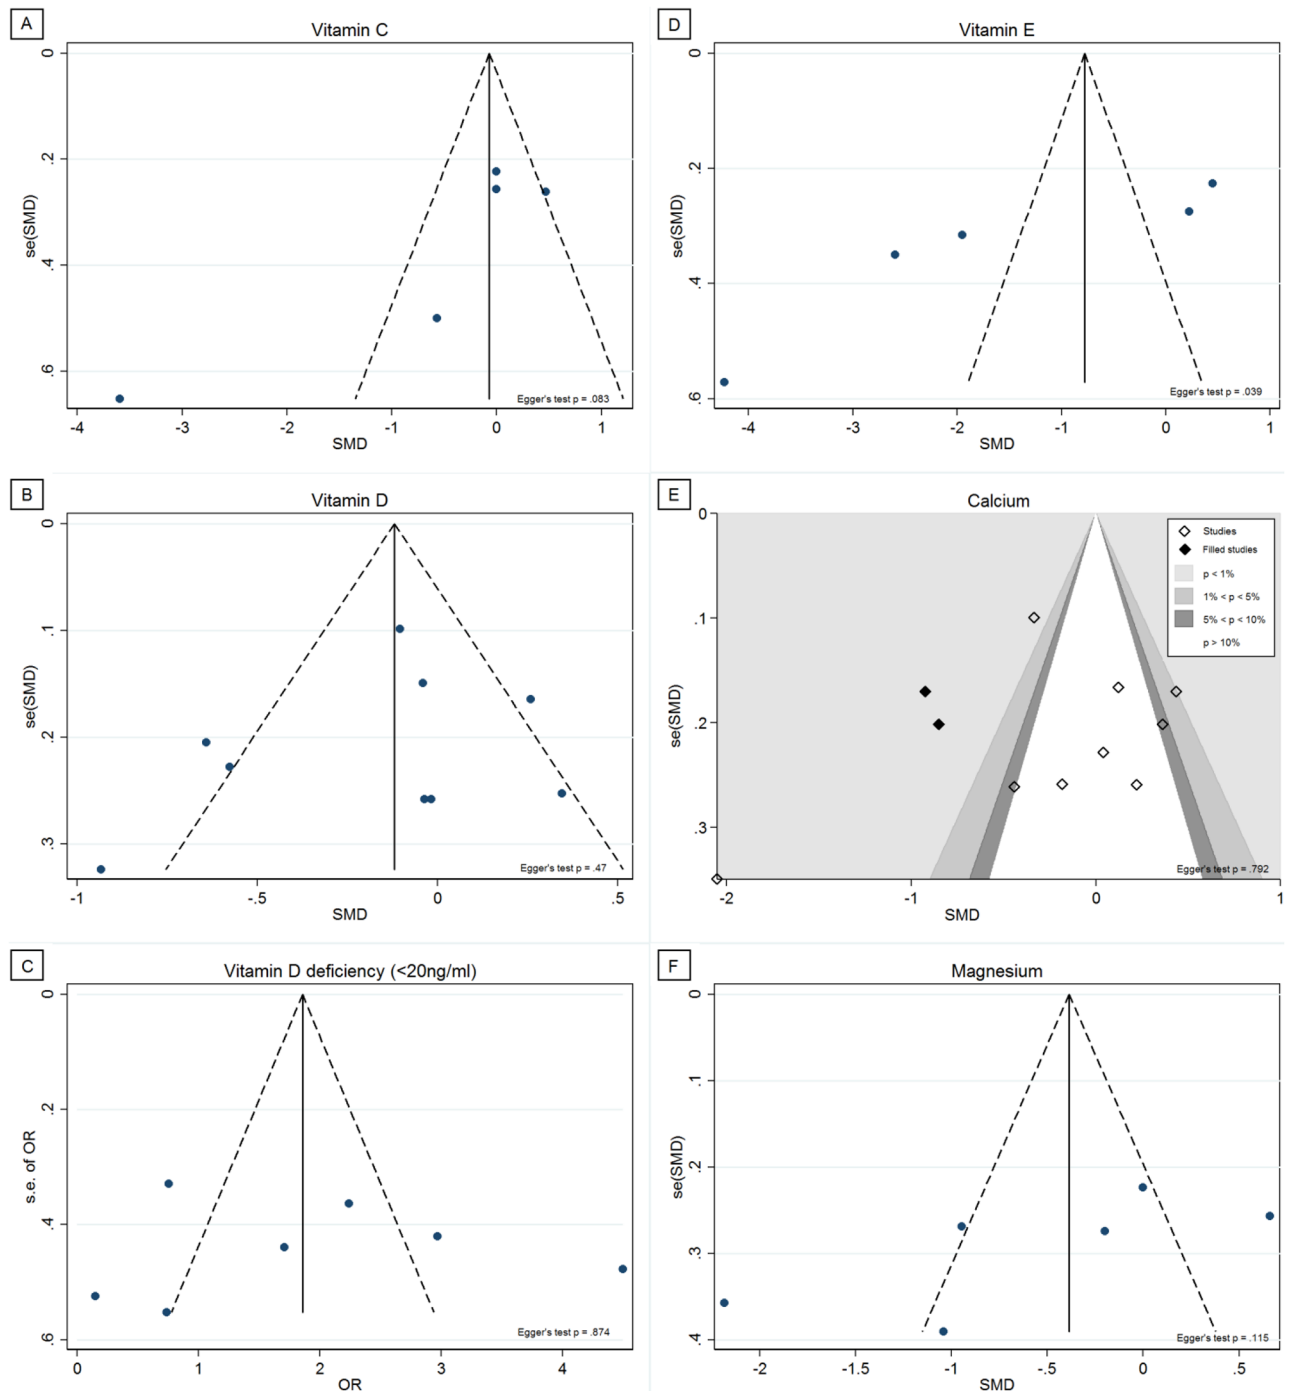 A
Vitamin C
0
.2
.4
.6
se(SMD)
Egger's test p = .083
-4
-3
-2
-1
0
1
SMD
D
Vitamin E
0
.2
.4
.6
se(SMD)
Egger's test p = .039
-4
-3
-2
-1
0
1
SMD
B
Vitamin D
0
.1
.2
.3
se(SMD)
Egger's test p = .47
-1
-.5
0
.5
SMD
E
Calcium
0
.1
.2
.3
se(SMD)
Studies
Filled studies
p < 1%
1% < p < 5%
5% < p < 10%
p > 10%
Egger's test p = .792
-2
-1
0
1
SMD
C
Vitamin D deficiency (<20ng/ml)
0
.2
.4
.6
s.e. of OR
Egger's test p = .874
0
1
2
3
4
OR
F
Magnesium
0
.1
.2
.3
.4
se(SMD)
Egger's test p = .115
-2
-1.5
-1
-.5
0
.5
SMD